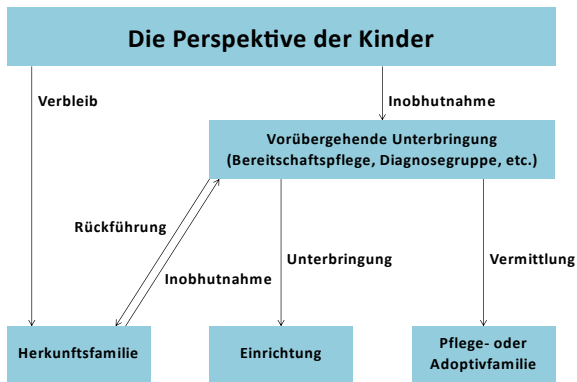 Die Perspektive der Kinder
Verbleib
Inobhutnahme
Vorübergehende Unterbringung
(Bereitschaftspflege, Diagnosegruppe, etc.)
Rückführung
Inobhutnahme
Unterbringung
Vermittlung
Herkunftsfamilie
Einrichtung
Pflege- oder
Adoptivfamilie